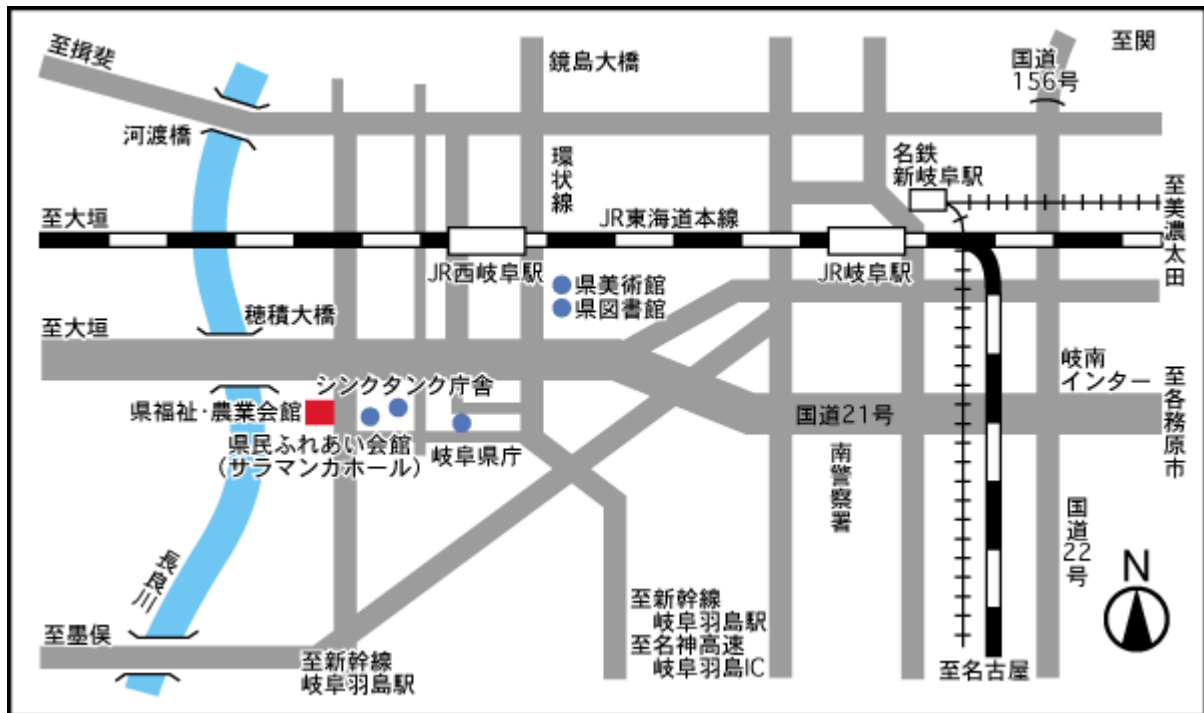 至揖斐
鏡島大橋
国道
156号
至関
河渡橋
環状線
名鉄
新岐阜駅
至美濃太田
至大垣
JR東海道本線
JR西岐阜駅
JR岐阜駅
県美術館
県図書館
穂積大橋
至大垣
岐南
インター
シンクタンク庁舎
県福祉・農業会館
国道21号
至各務原市
県民ふれあい会館
(サラマンカホール)
岐阜県庁
南警察署
国道22号
長良川
N
至新幹線
岐阜羽島駅
至名神高速
岐阜羽島IC
至墨俣
至新幹線
岐阜羽島駅
至名古屋